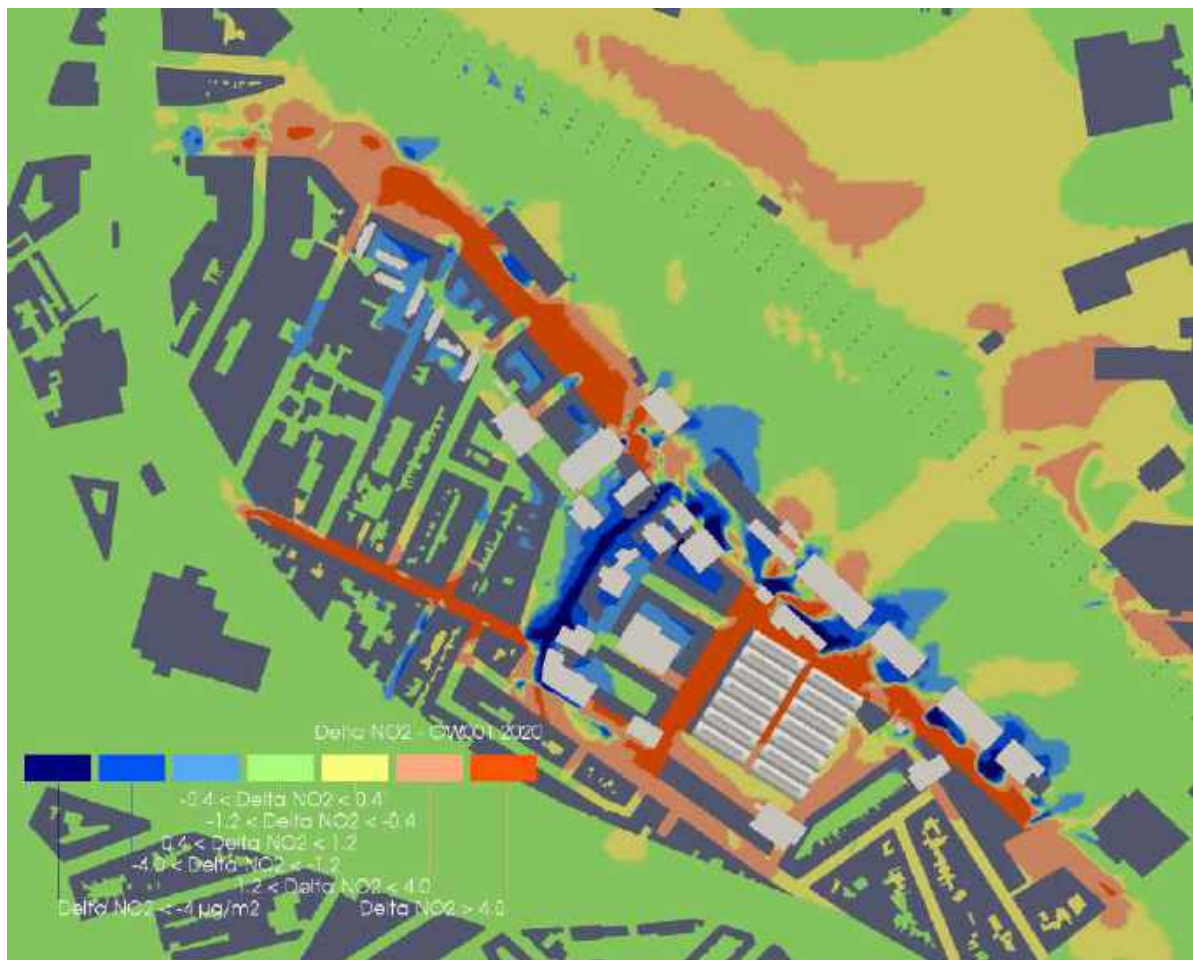 Delta NO2 - GW001 2020
-0.4 < Delta NO2 < 0.4
-1.2 < Delta NO2 < -0.4
0.4 < Delta NO2 < 1.2
-4.0 < Delta NO2 < -1.2
1.2 < Delta NO2 < 4.0
Delta NO2 < -4 µg/m2
Delta NO2 > 4.0